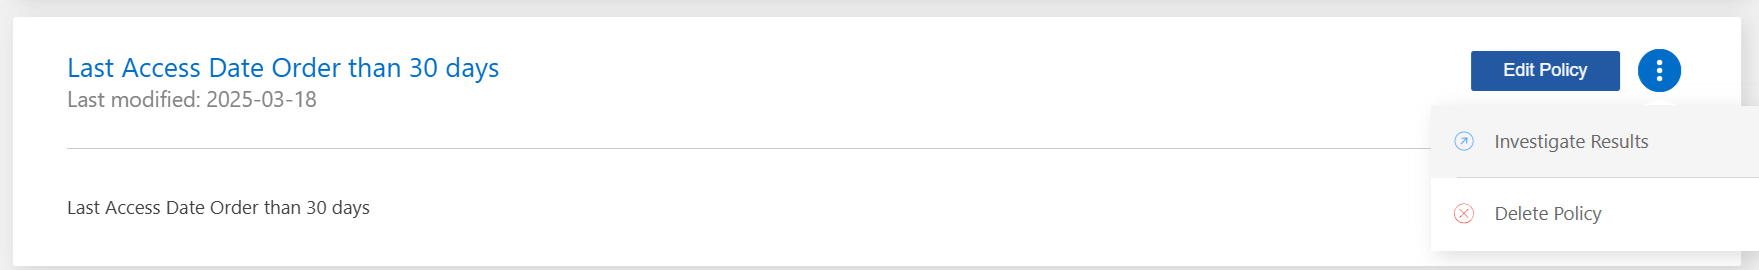 Last Access Date Order than 30 days
Last modified: 2025-03-18
Edit Policy
Investigate Results
Last Access Date Order than 30 days
Delete Policy